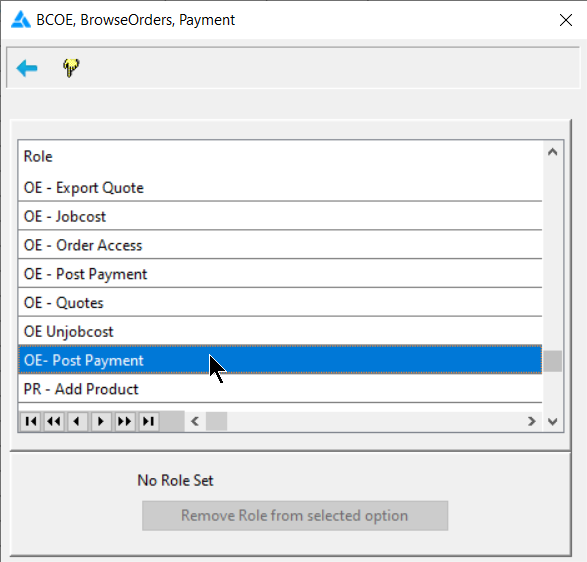 BCOE, BrowseOrders, Payment
Role
OE - Export Quote
OE - Jobcost
OE - Order Access
OE - Post Payment
OE - Quotes
OE Unjobcost
OE- Post Payment
PR - Add Product
No Role Set
Remove Role from selected option